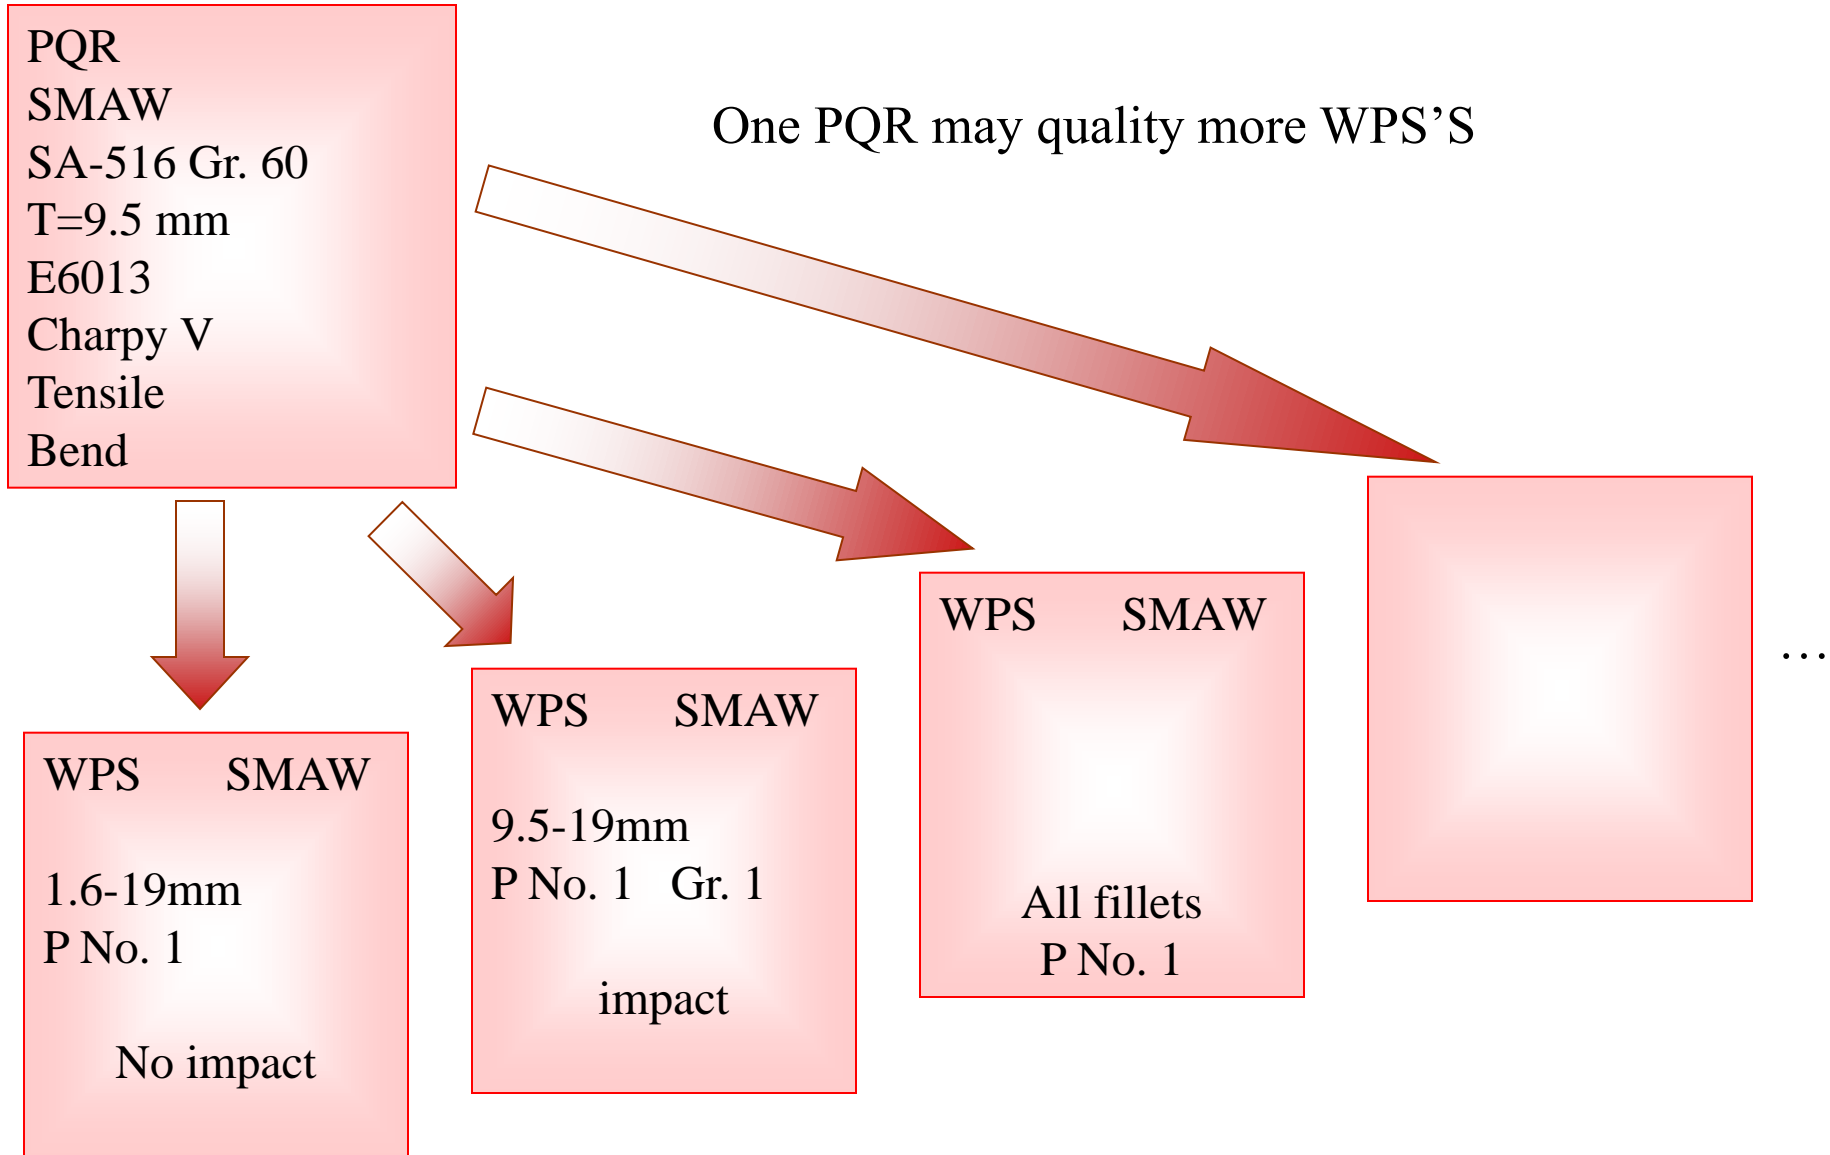 PQR
SMAW
SA-516 Gr. 60
T=9.5 mm
E6013
Charpy V
Tensile
Bend
One PQR may quality more WPS’S
WPS SMAW
1.6-19mm
P No. 1
No impact
WPS SMAW
9.5-19mm
P No. 1 Gr. 1
impact
WPS SMAW
All fillets
P No. 1
…